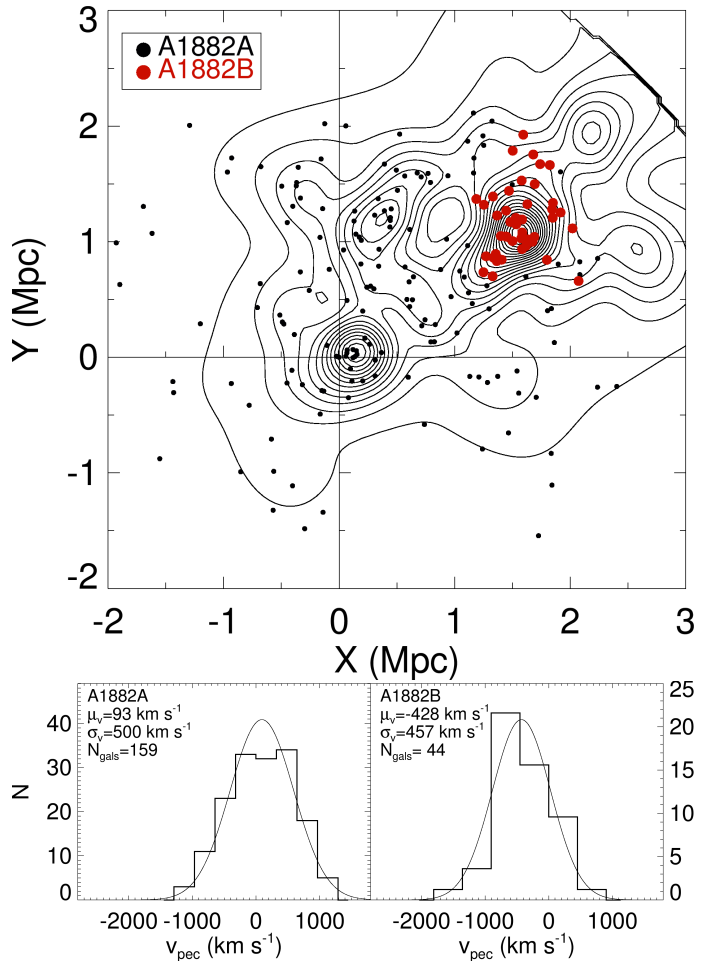 A1882A
A1882B
3
2
1
0
-1
-2
Y (Mpc)
-2 -1 0 1 2 3
X (Mpc)
A1882A
μv=93 km s-1
σv=500 km s-1
Ngals=159
40
30
20
10
0
N
-2000 -1000 0 1000
vpec (km s-1)
A1882B
μv=-428 km s-1
σv=457 km s-1
Ngals= 44
25
20
15
10
5
0
-2000 -1000 0 1000
vpec (km s-1)